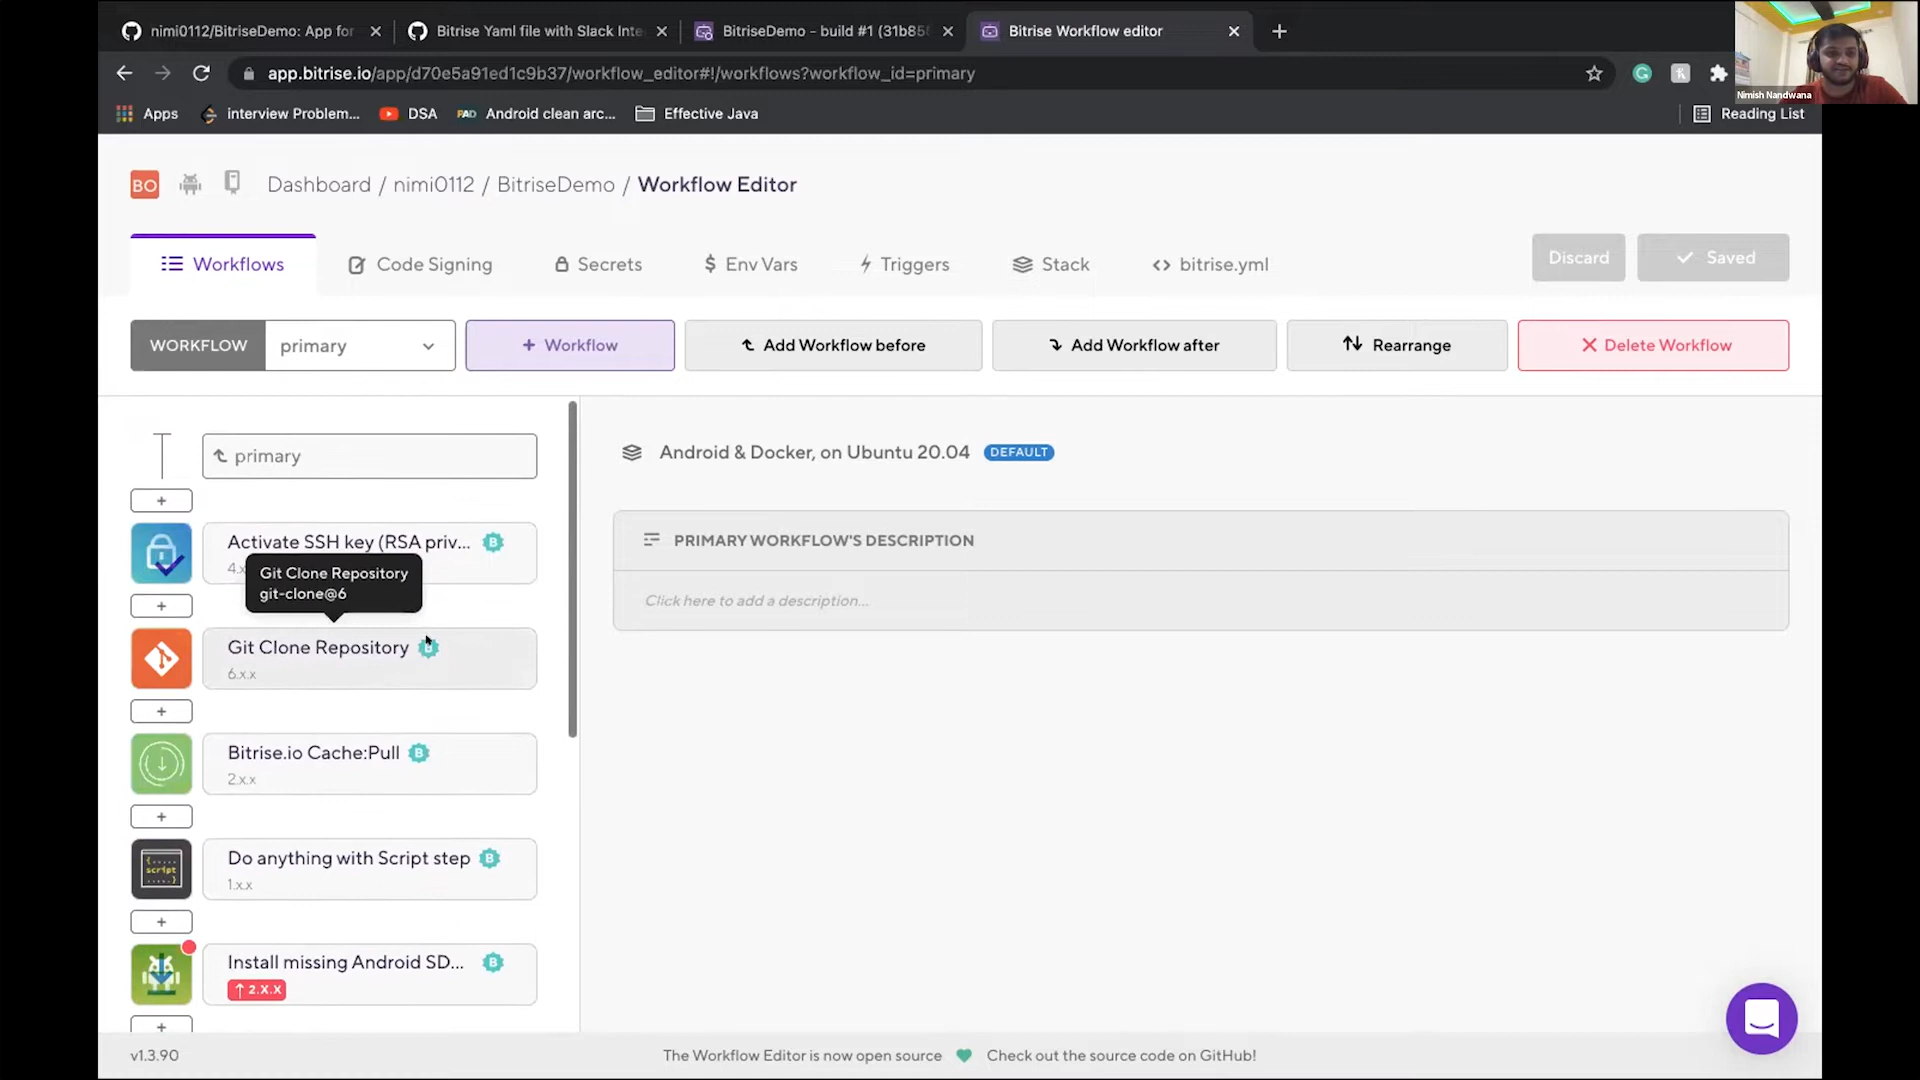 nimi0112/BitriseDemo: App for
Bitrise Yaml file with Slack Inte
BitriseDemo - build #1 (31b85
Bitrise Workflow editor
app.bitrise.io/app/d70e5a91ed1c9b37/workflow_editor#!/workflows?workflow_id=primary
Nimish Nandwana
Apps
interview Problem...
DSA
Android clean arc...
Effective Java
Reading List
BO
Dashboard / nimi0112 / BitriseDemo / Workflow Editor
Workflows
Code Signing
Secrets
$ Env Vars
Triggers
Stack
<> bitrise.yml
Discard
Saved
WORKFLOW
primary
+ Workflow
Add Workflow before
Add Workflow after
Rearrange
Delete Workflow
primary
+
Activate SSH key (RSA priv...
B
4.x
Git Clone Repository
git-clone@6
+
Git Clone Repository
6.x.x
+
Bitrise.io Cache:Pull
B
2.x.x
+
script
Do anything with Script step
B
1.x.x
+
Install missing Android SD...
B
2.X.X
+
Android & Docker, on Ubuntu 20.04
DEFAULT
PRIMARY WORKFLOW'S DESCRIPTION
Click here to add a description...
v1.3.90
The Workflow Editor is now open source
Check out the source code on GitHub!